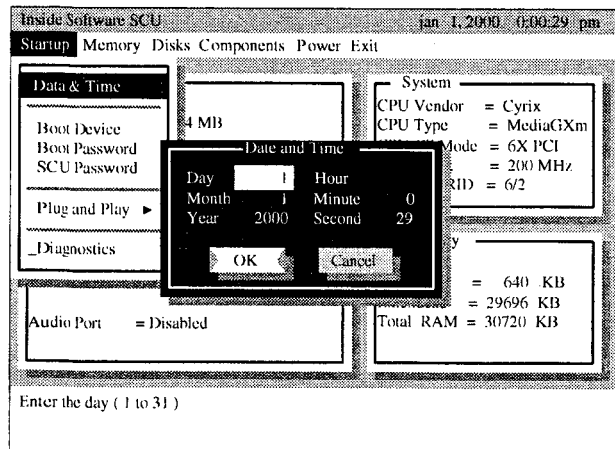 Inside Software SCU jan 1, 2000 0:00:29 pm
Startup Memory Disks Components Power Exit
Data & Time
Boot Device
Boot Password
SCU Password
Plug and Play ►
_Diagnostics
4 MB
Audio Port = Disabled
Date and Time
Day 1 Hour
Month 1 Minute 0
Year 2000 Second 29
OK Cancel
System
CPU Vendor = Cyrix
CPU Type = MediaGXm
Mode = 6X PCI
= 200 MHz
= 6/2
= 640 KB
= 29696 KB
Total RAM = 30720 KB
Enter the day ( 1 to 31 )